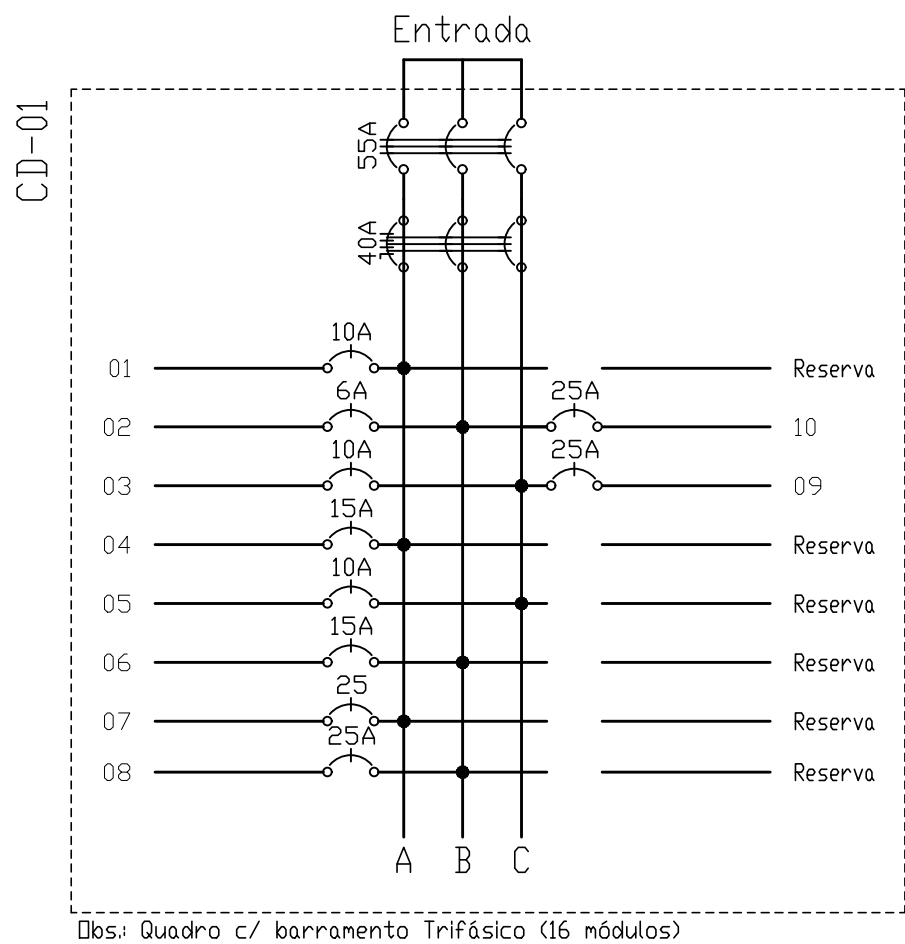 Entrada
CD-01
55A
40A
10A
01 Reserva
6A 25A
02 10
10A 25A
03 09
15A
04 Reserva
10A
05 Reserva
15A
06 Reserva
25
07 Reserva
25A
08 Reserva
A B C
Obs.: Quadro c/ barramento Trifásico (16 módulos)